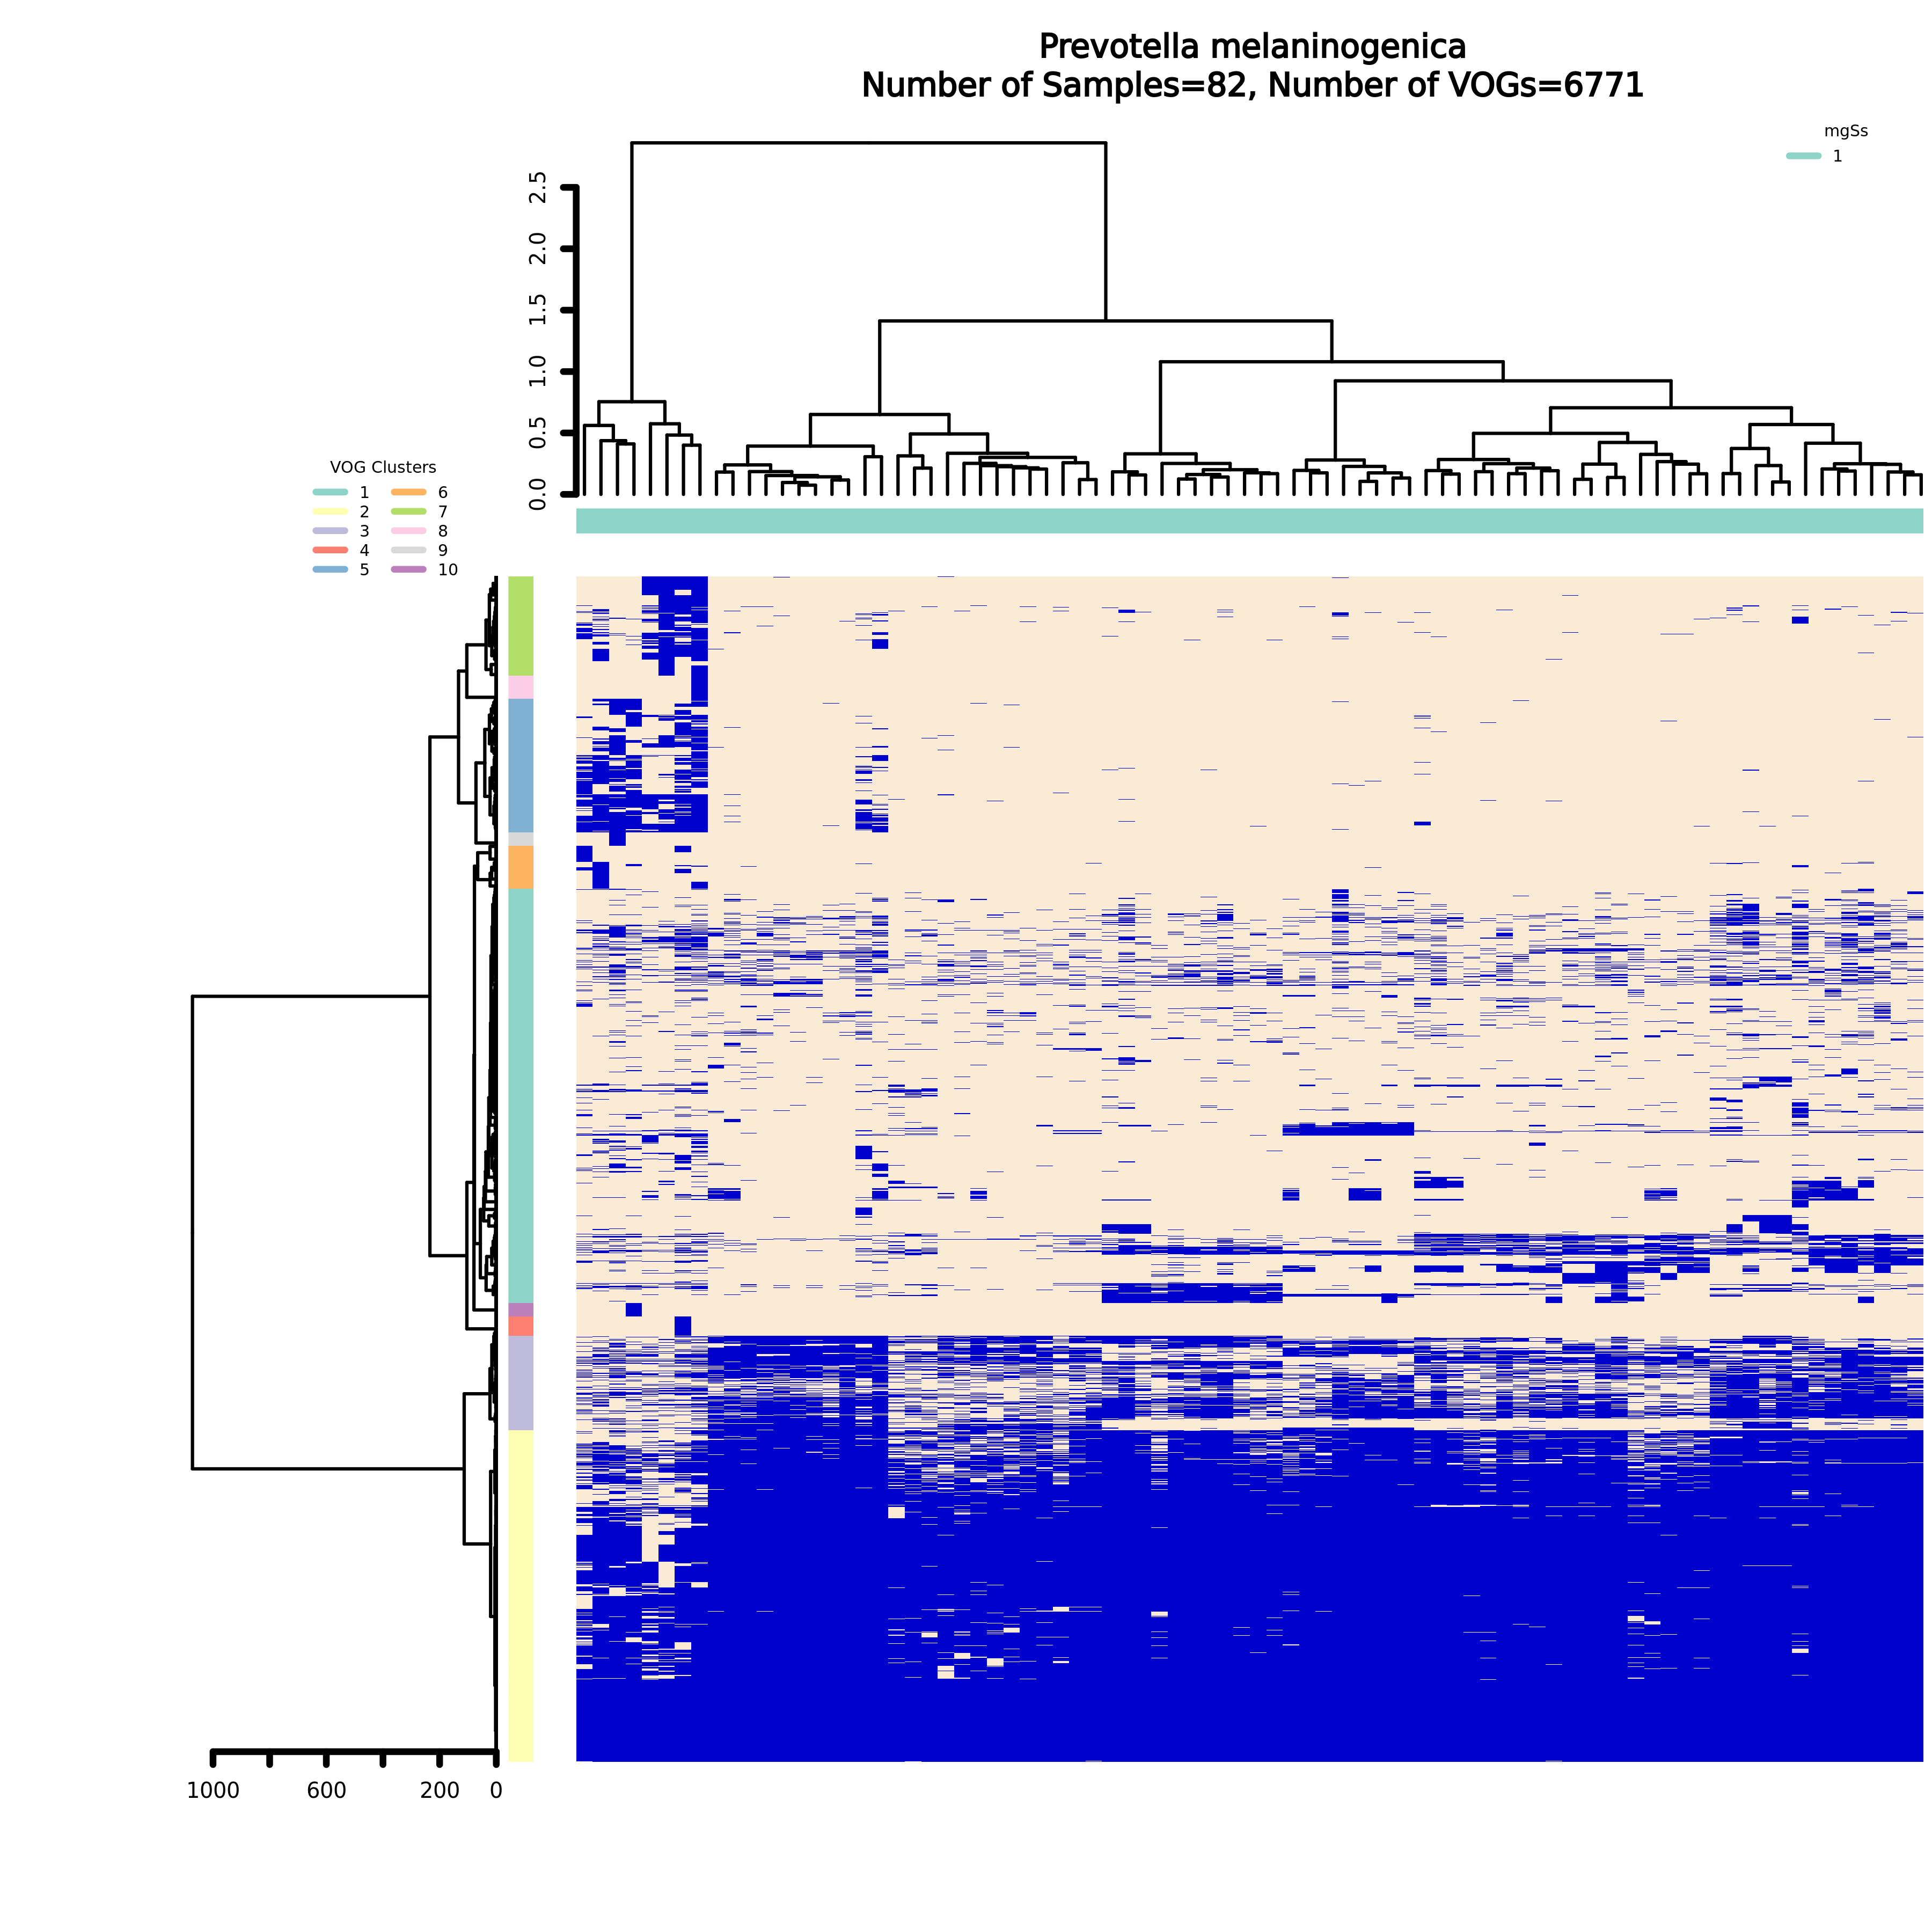 Prevotella melaninogenica
Number of Samples=82, Number of VOGs=6771
mgSs
1
2.5
2.0
1.5
1.0
0.5
0.0
VOG Clusters
1 6
2 7
3 8
4 9
5 10
1000 600 200 0